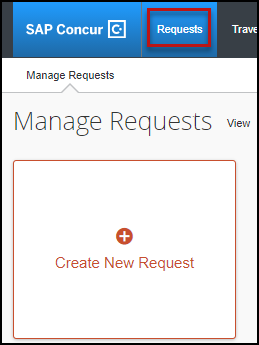 SAP Concur C Requests Trave
Manage Requests
Manage Requests View
Create New Request